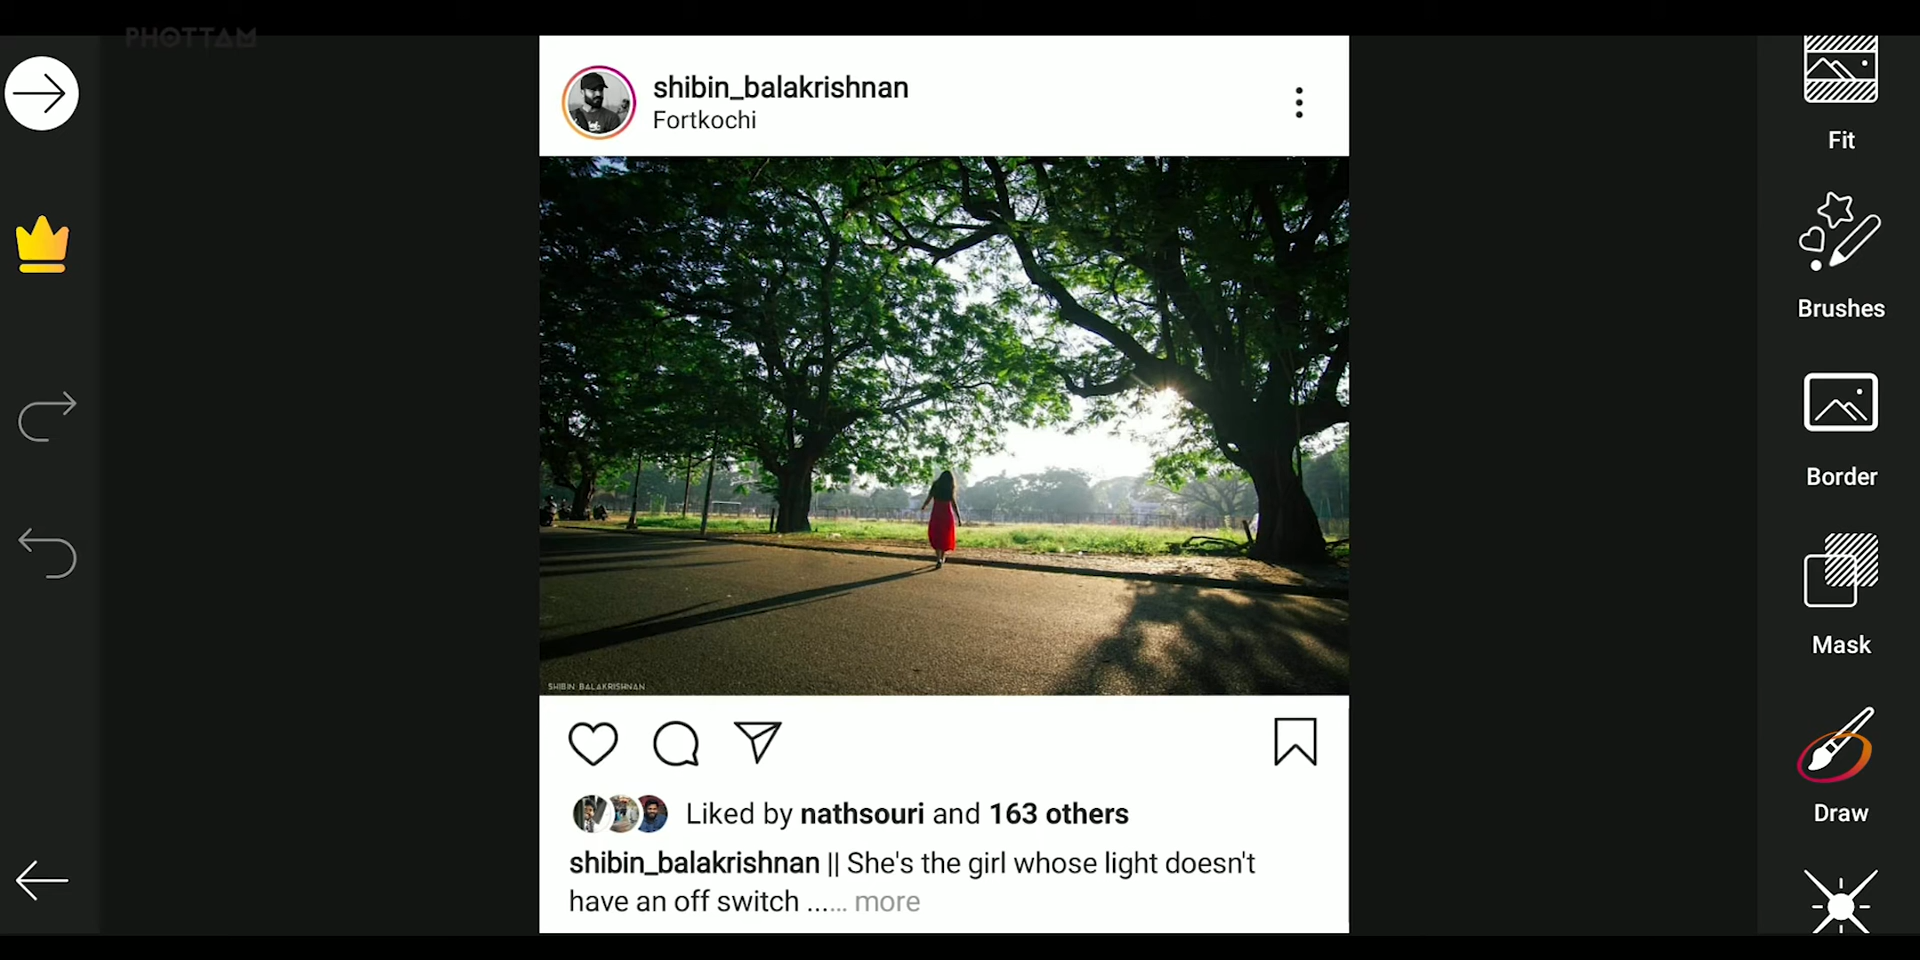 PHOTTAM
shibin_balakrishnan
Fortkochi
Fit
Brushes
Border
Mask
Draw
SHIBIN BALAKRISHNAN
Liked by nathsouri and 163 others
shibin_balakrishnan || She's the girl whose light doesn't
have an off switch ...... more